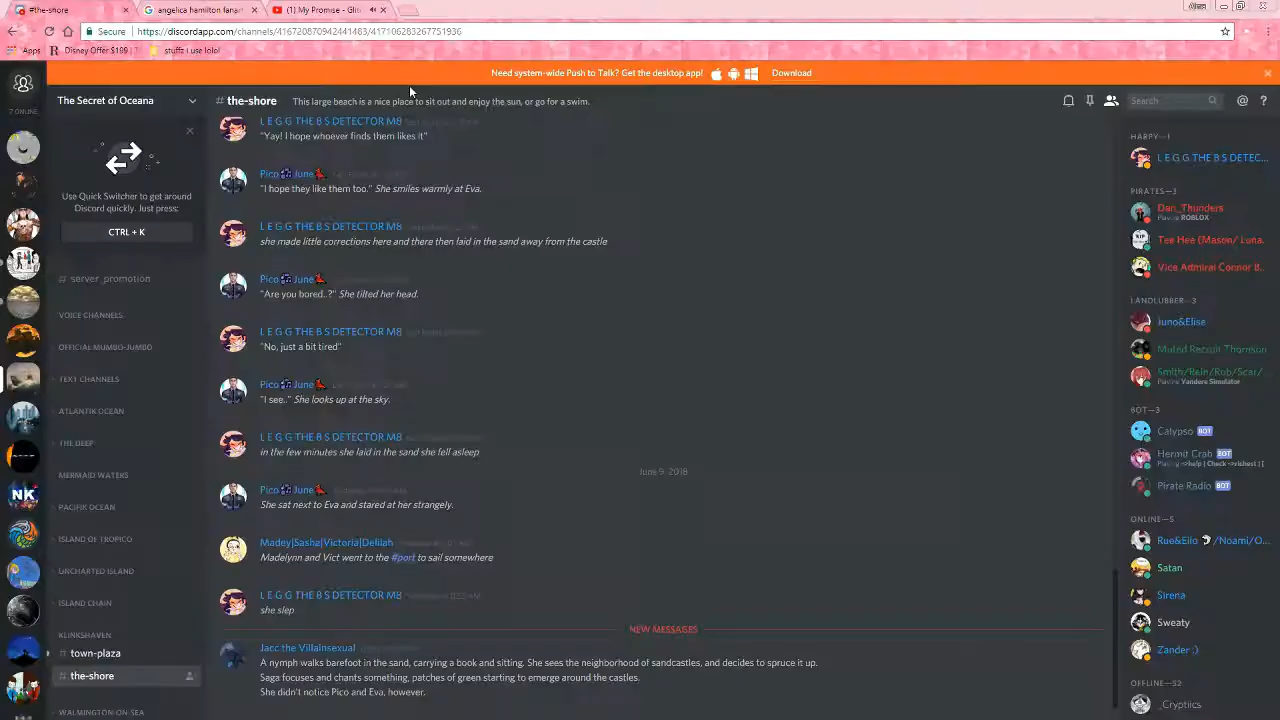 #the-shore
angelica hamilton fanar
(1) My Promise - Glit
Secure
https://discordapp.com/channels/416720870942441483/417106283267751936
Apps
Disney Offer $199 |
stufft i use lolo!
Need system-wide Push to Talk? Get the desktop app!
Download
7 ONLINE
The Secret of Oceana
# the-shore
This large beach is a nice place to sit out and enjoy the sun, or go for a swim.
Search
Use Quick Switcher to get around
Discord quickly. Just press:
CTRL + K
# server_promotion
VOICE CHANNELS
OFFICIAL MUMBO-JUMBO
TEXT CHANNELS
ATLANTIK OCEAN
THE DEEP
MERMAID WATERS
PACIFIK OCEAN
ISLAND OF TROPICO
UNCHARTED ISLAND
ISLAND CHAIN
KLINKSHAVEN
# town-plaza
# the-shore
WALMINGTON-ON-SEA
L E G G THE B S DETECTOR M8
"Yay! I hope whoever finds them likes it"
Pico June
"I hope they like them too." She smiles warmly at Eva.
L E G G THE B S DETECTOR M8
she made little corrections here and there then laid in the sand away from the castle
Pico June
"Are you bored..?" She tilted her head.
L E G G THE B S DETECTOR M8
"No, just a bit tired"
Pico June
"I see.." She looks up at the sky.
L E G G THE B S DETECTOR M8
in the few minutes she laid in the sand she fell asleep
June 9, 2018
Pico June
She sat next to Eva and stared at her strangely.
Madey|Sasha|Victoria|Delilah
Madelynn and Vict went to the #port to sail somewhere
L E G G THE B S DETECTOR M8
she slep
NEW MESSAGES
Jacc the Villainsexual
A nymph walks barefoot in the sand, carrying a book and sitting. She sees the neighborhood of sandcastles, and decides to spruce it up.
Saga focuses and chants something, patches of green starting to emerge around the castles.
She didn't notice Pico and Eva, however.
HARPY—1
L E G G THE B S DETEC...
PIRATES—3
Dan_Thunders
Playing ROBLOX
Tee Hee (Mason/ Luna.
Vice Admiral Connor B..
LANDLUBBER—3
Juno&Elise
Muted Recruit Thornson
Smith/Rein/Rob/Scar/
Playing Yandere Simulator
BOT—3
Calypso BOT
Hermit Crab BOT
Playing ->help | Check ->richest | [
Pirate Radio BOT
ONLINE—5
Rue&Ello /Noami/O...
Satan
Sirena
Sweaty
Zander ;)
OFFLINE—52
_Cryptiics